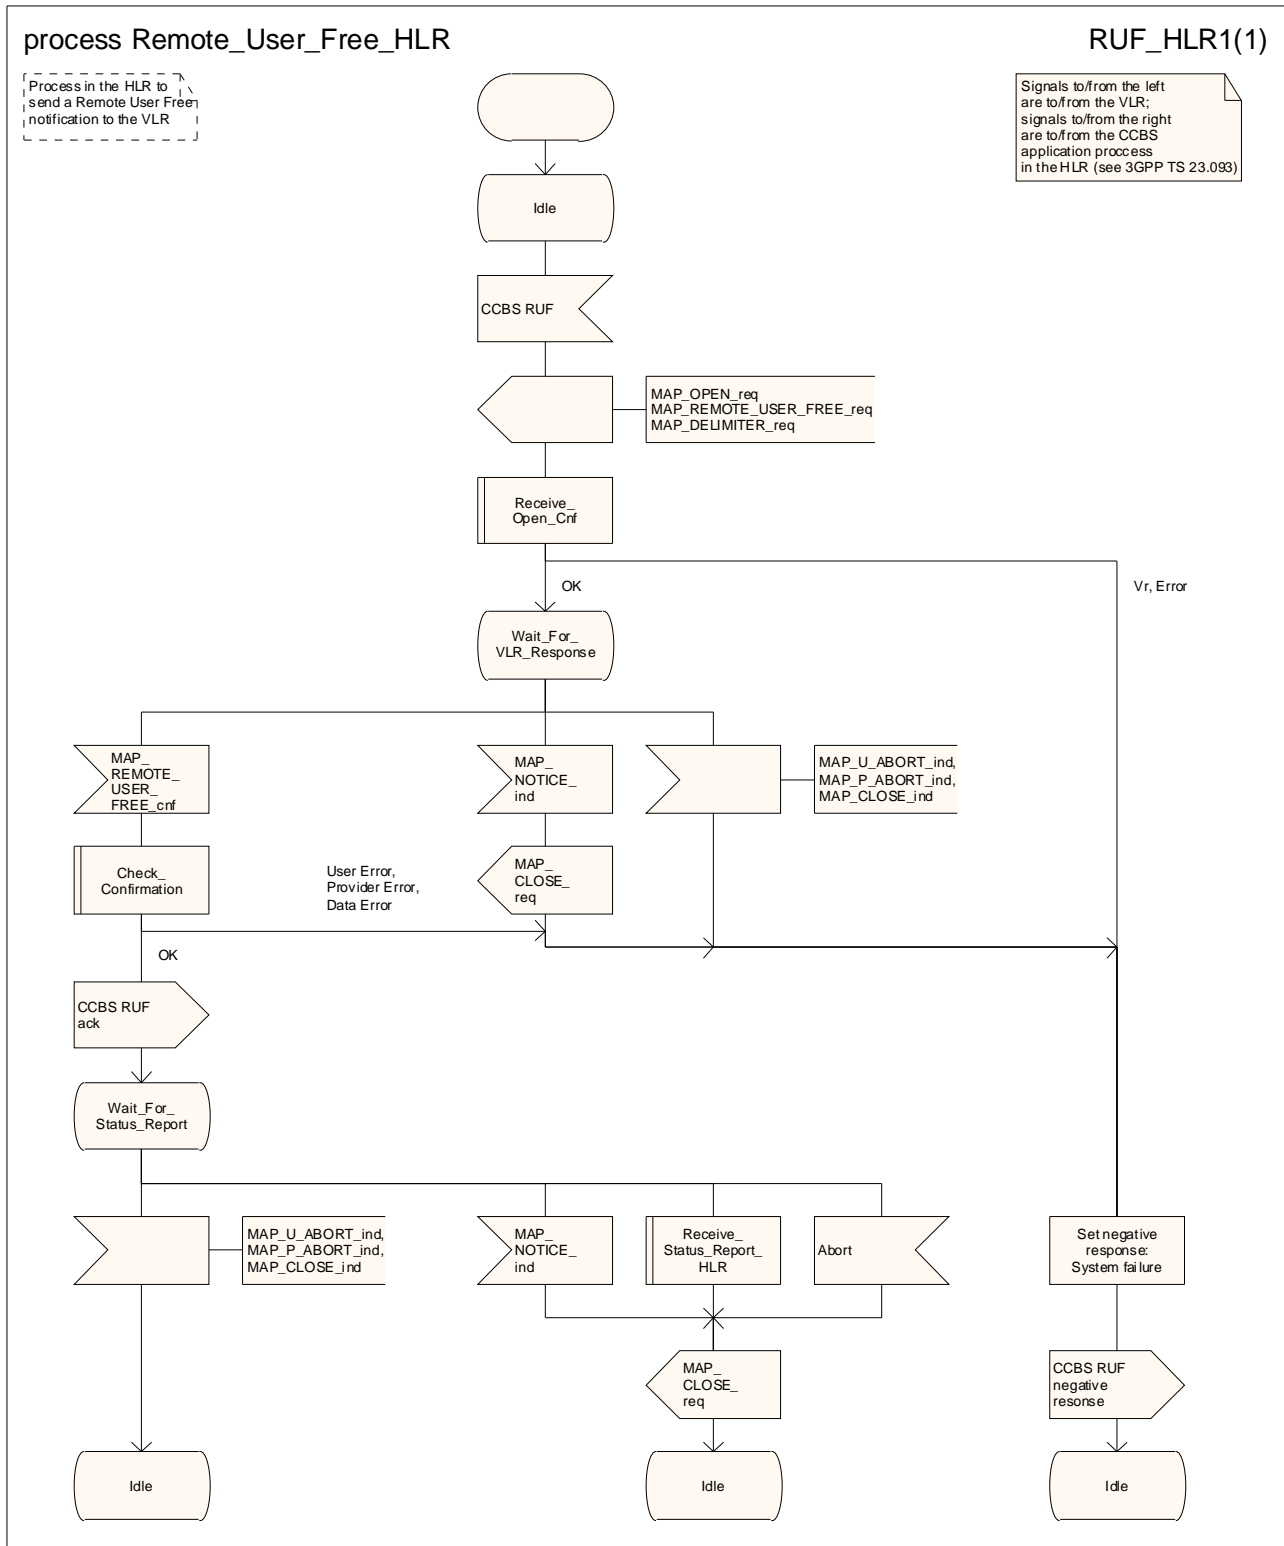 process Remote_User_Free_HLR
RUF_HLR1(1)
Process in the HLR to
send a Remote User Free
notification to the VLR
Signals to/from the left
are to/from the VLR;
signals to/from the right
are to/from the CCBS
application proccess
in the HLR (see 3GPP TS 23.093)
Idle
CCBS RUF
MAP_OPEN_req
MAP_REMOTE_USER_FREE_req
MAP_DELIMITER_req
Receive_
Open_Cnf
OK
Vr, Error
Wait_For_
VLR_Response
MAP_
REMOTE_
USER_
FREE_cnf
MAP_
NOTICE_
ind
MAP_U_ABORT_ind,
MAP_P_ABORT_ind,
MAP_CLOSE_ind
Check_
Confirmation
User Error,
Provider Error,
Data Error
MAP_
CLOSE_
req
OK
CCBS RUF
ack
Wait_For_
Status_Report
MAP_U_ABORT_ind,
MAP_P_ABORT_ind,
MAP_CLOSE_ind
MAP_
NOTICE_
ind
Receive_
Status_Report_
HLR
Abort
Set negative
response:
System failure
MAP_
CLOSE_
req
CCBS RUF
negative
resonse
Idle
Idle
Idle